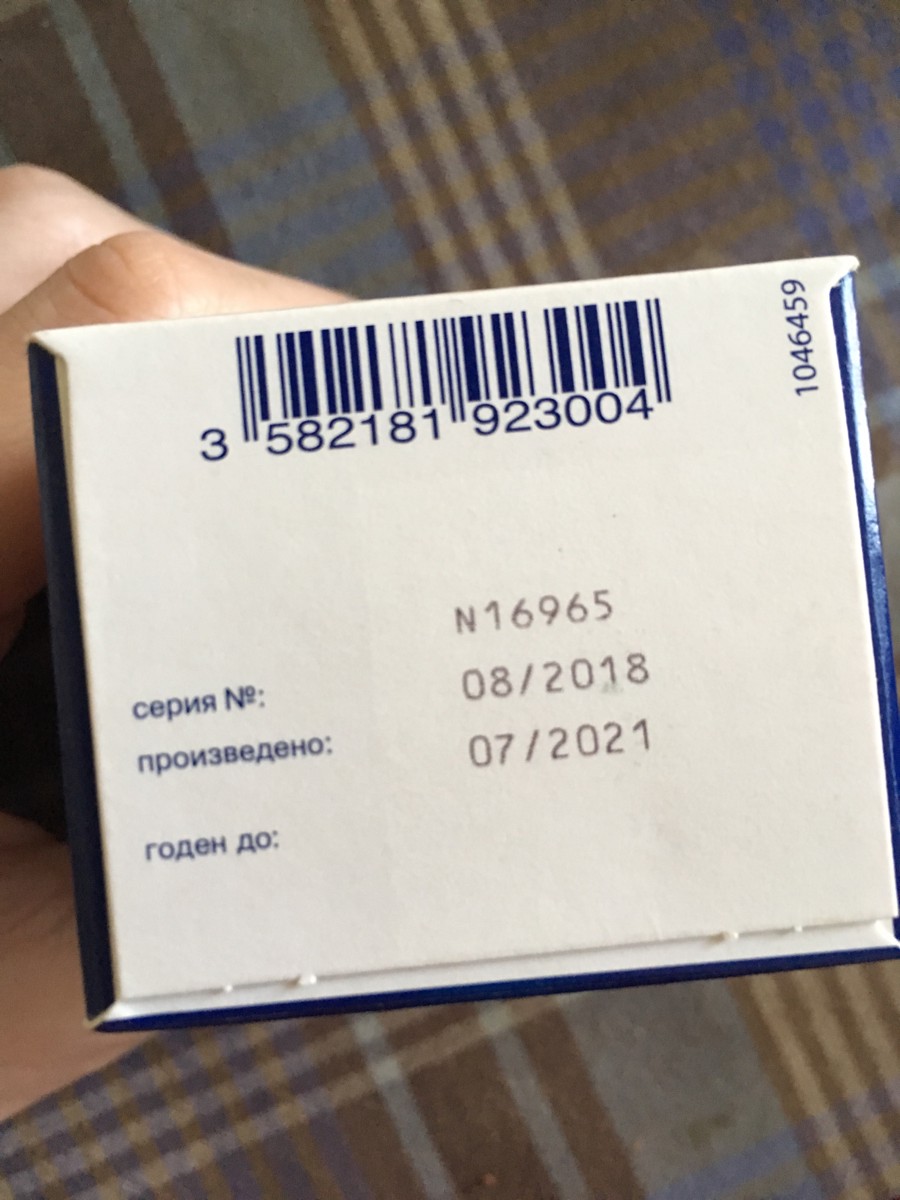 3 582181 923004
1046459
N16965
серия №: 08/2018
произведено: 07/2021
годен до: